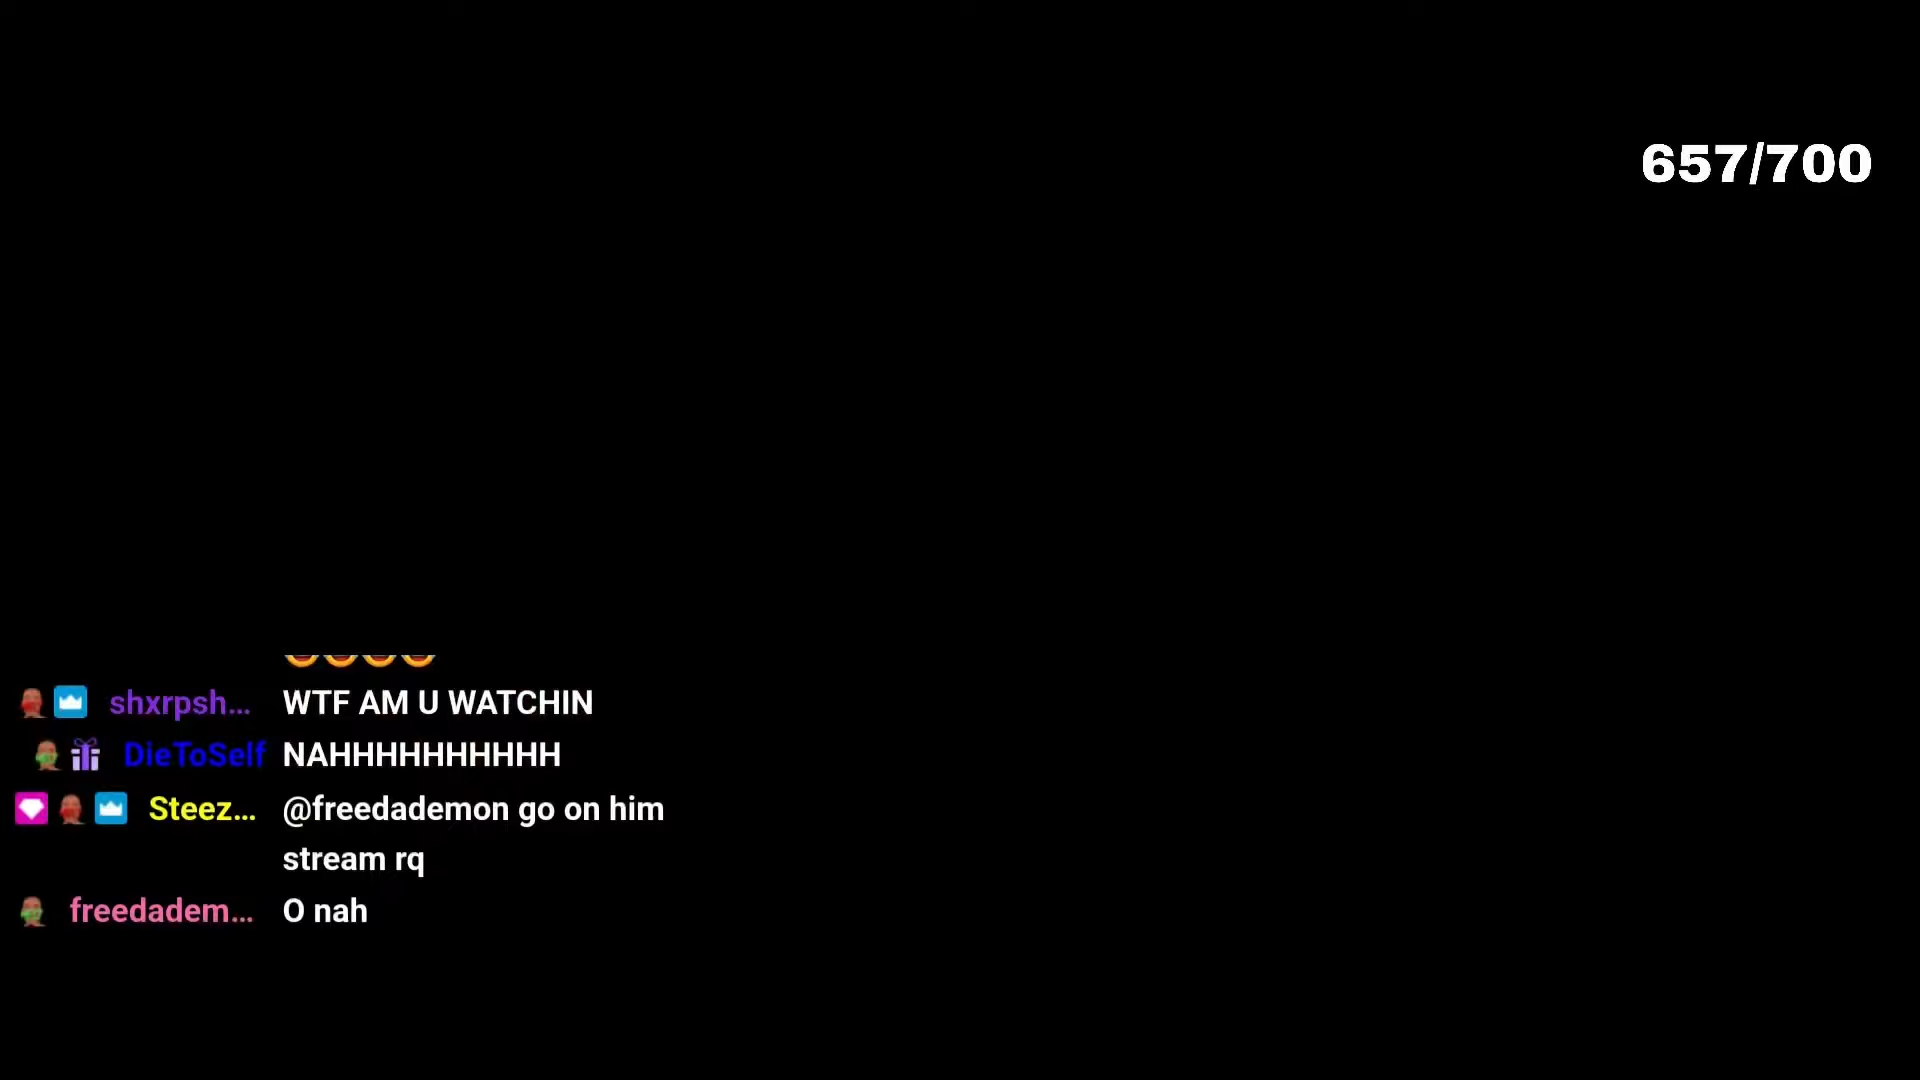 657/700
shxrpsh... WTF AM U WATCHIN
DieToSelf NAHHHHHHHHHH
Steez... @freedademon go on him
stream rq
freedadem... O nah